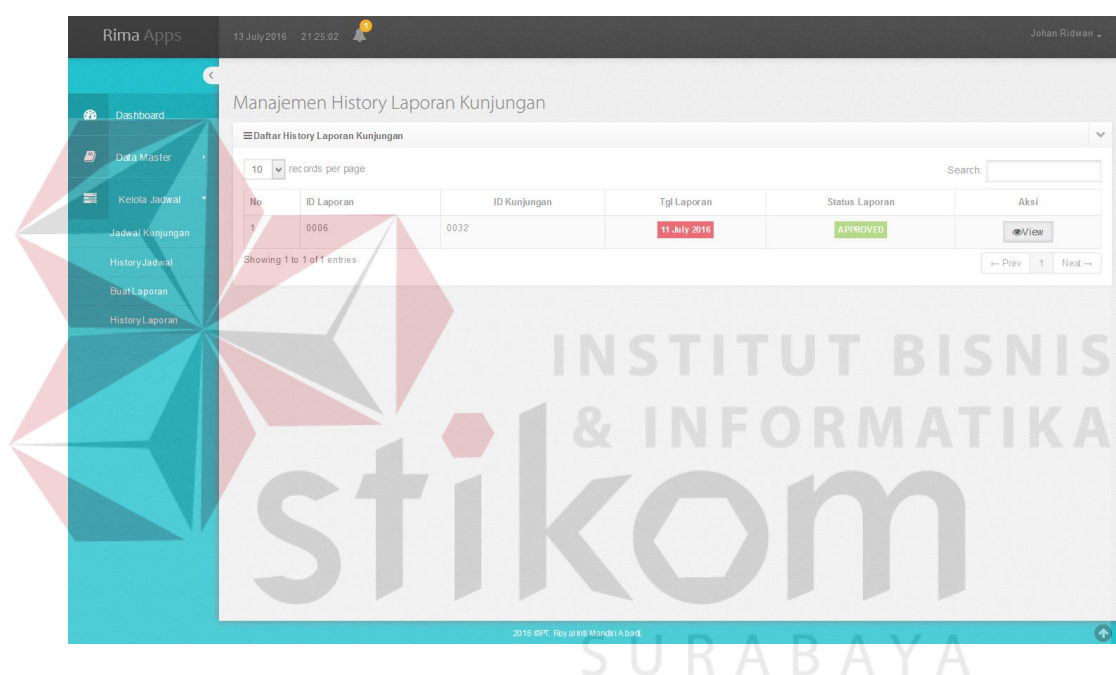 Rima Apps
13 July 2016 21:25:02
1
Johan Ridwan
Dashboard
Data Master
Kelola Jadwal
Jadwal Kunjungan
History Jadwal
Buat Laporan
History Laporan
Manajemen History Laporan Kunjungan
Daftar History Laporan Kunjungan
10 records per page
Search:
No ID Laporan ID Kunjungan Tgl Laporan Status Laporan Aksi
1 0006 0032 11 July 2016 APPROVED View
Showing 1 to 1 of 1 entries
← Prev 1 Next →
INSTITUT BISNIS
& INFORMATIKA
stikom
SURABAYA
2016 ©PT. Royal Inti Mandiri Abadi.